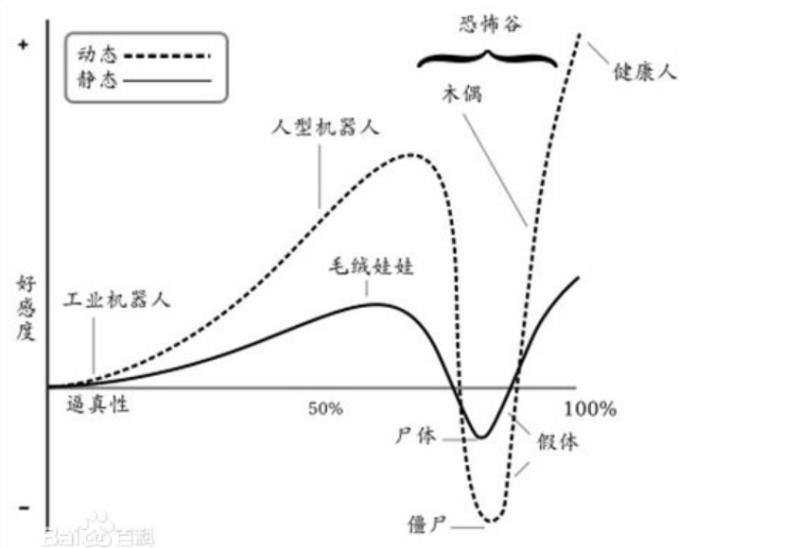 恐怖谷
+
动态
静态
健康人
木偶
人型机器人
毛绒娃娃
好感度
工业机器人
逼真性
50%
100%
尸体
假体
−
僵尸
Baidu百科